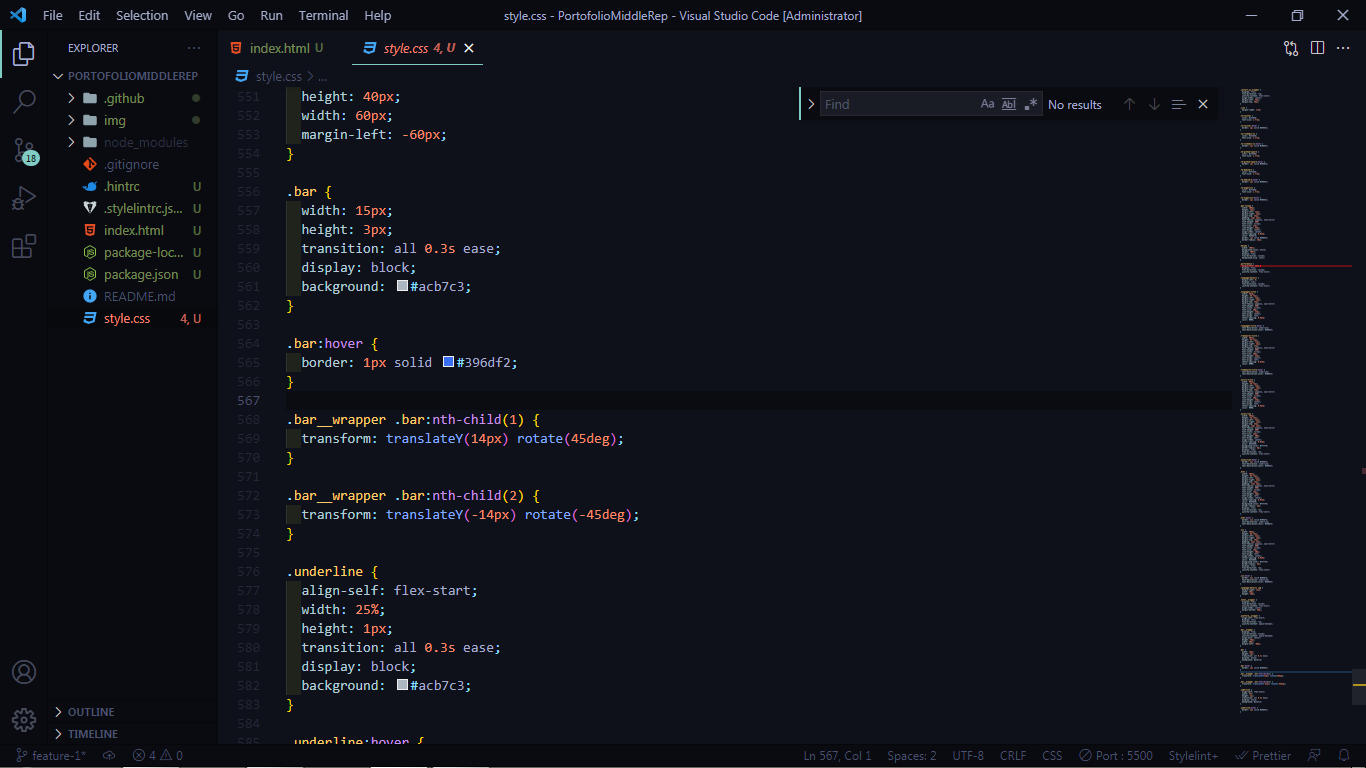 File Edit Selection View Go Run Terminal Help
style.css - PortofolioMiddleRep - Visual Studio Code [Administrator]
EXPLORER
PORTOFOLIOMIDDLEREP
.github
img
node_modules
.gitignore
.hintrc U
.stylelintrc.js... U
index.html U
package-loc... U
package.json U
README.md
style.css 4, U
OUTLINE
TIMELINE
18
index.html U
style.css 4, U
style.css > ...
Find
Aa Abl .*
No results
551 height: 40px;
552 width: 60px;
553 margin-left: -60px;
554 }
555
556 .bar {
557 width: 15px;
558 height: 3px;
559 transition: all 0.3s ease;
560 display: block;
561 background: #acb7c3;
562 }
563
564 .bar:hover {
565 border: 1px solid #396df2;
566 }
567
568 .bar__wrapper .bar:nth-child(1) {
569 transform: translateY(14px) rotate(45deg);
570 }
571
572 .bar__wrapper .bar:nth-child(2) {
573 transform: translateY(-14px) rotate(-45deg);
574 }
575
576 .underline {
577 align-self: flex-start;
578 width: 25%;
579 height: 1px;
580 transition: all 0.3s ease;
581 display: block;
582 background: #acb7c3;
583 }
584
585 .underline:hover {
feature-1* 4 0
Ln 567, Col 1 Spaces: 2 UTF-8 CRLF CSS Port : 5500 Stylelint+ Prettier